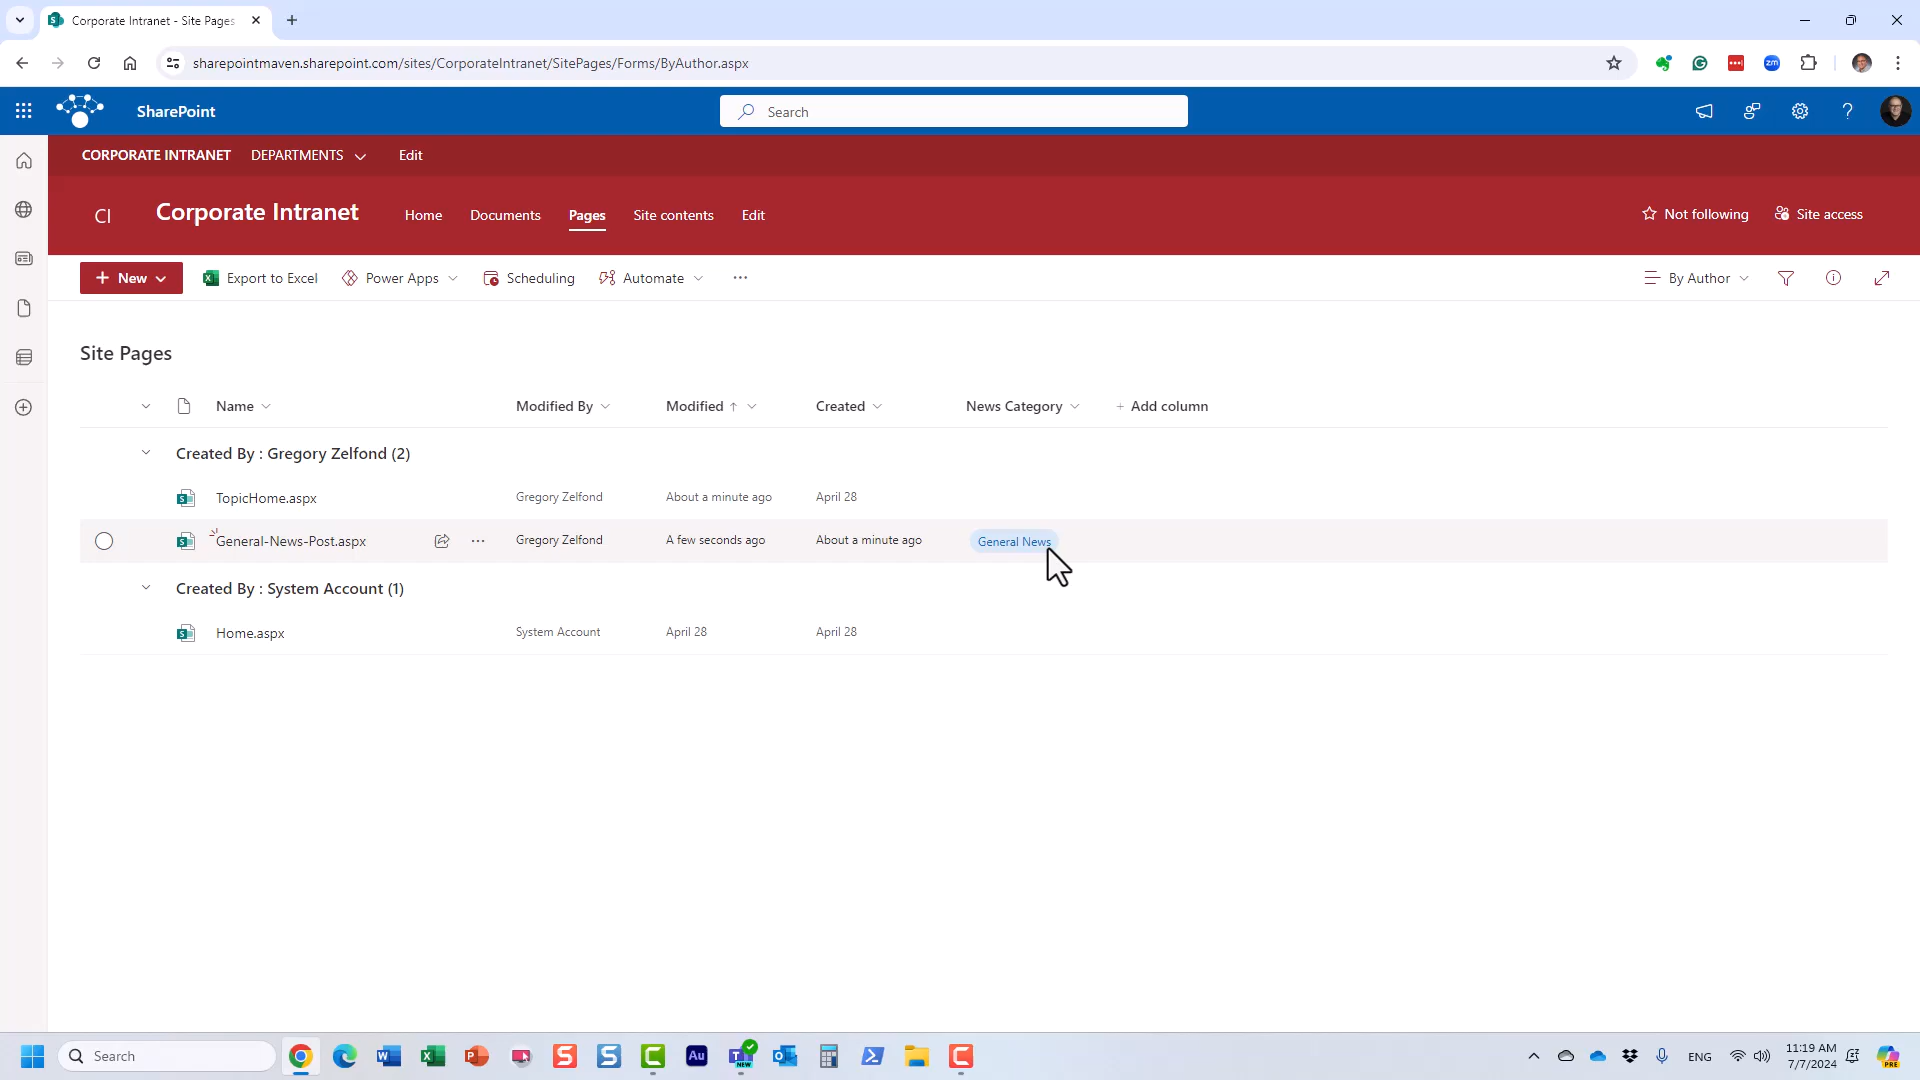 Corporate Intranet - Site Pages
sharepointmaven.sharepoint.com/sites/CorporateIntranet/SitePages/Forms/ByAuthor.aspx
SharePoint
Search
CORPORATE INTRANET DEPARTMENTS Edit
CI Corporate Intranet Home Documents Pages Site contents Edit Not following Site access
New Export to Excel Power Apps Scheduling Automate ... By Author
Site Pages
Name Modified By Modified ↑ Created News Category + Add column
Created By : Gregory Zelfond (2)
TopicHome.aspx Gregory Zelfond About a minute ago April 28
General-News-Post.aspx Gregory Zelfond A few seconds ago About a minute ago General News
Created By : System Account (1)
Home.aspx System Account April 28 April 28
Search Au NEW ENG 11:19 AM
7/7/2024 PRE